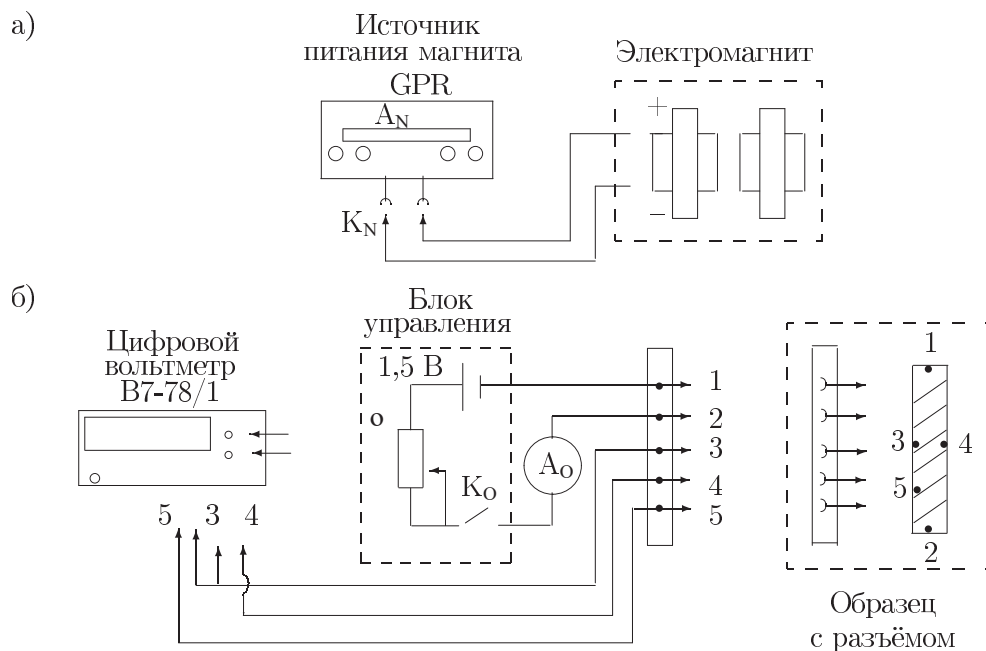 а)
Источник
питания магнита
GPR
A_N
K_N
Электромагнит
+
−
б)
Цифровой
вольтметр
В7-78/1
5 3 4
Блок
управления
1,5 В
о
K_O
A_O
1
2
3
4
5
1
3
4
5
2
Образец
с разъёмом